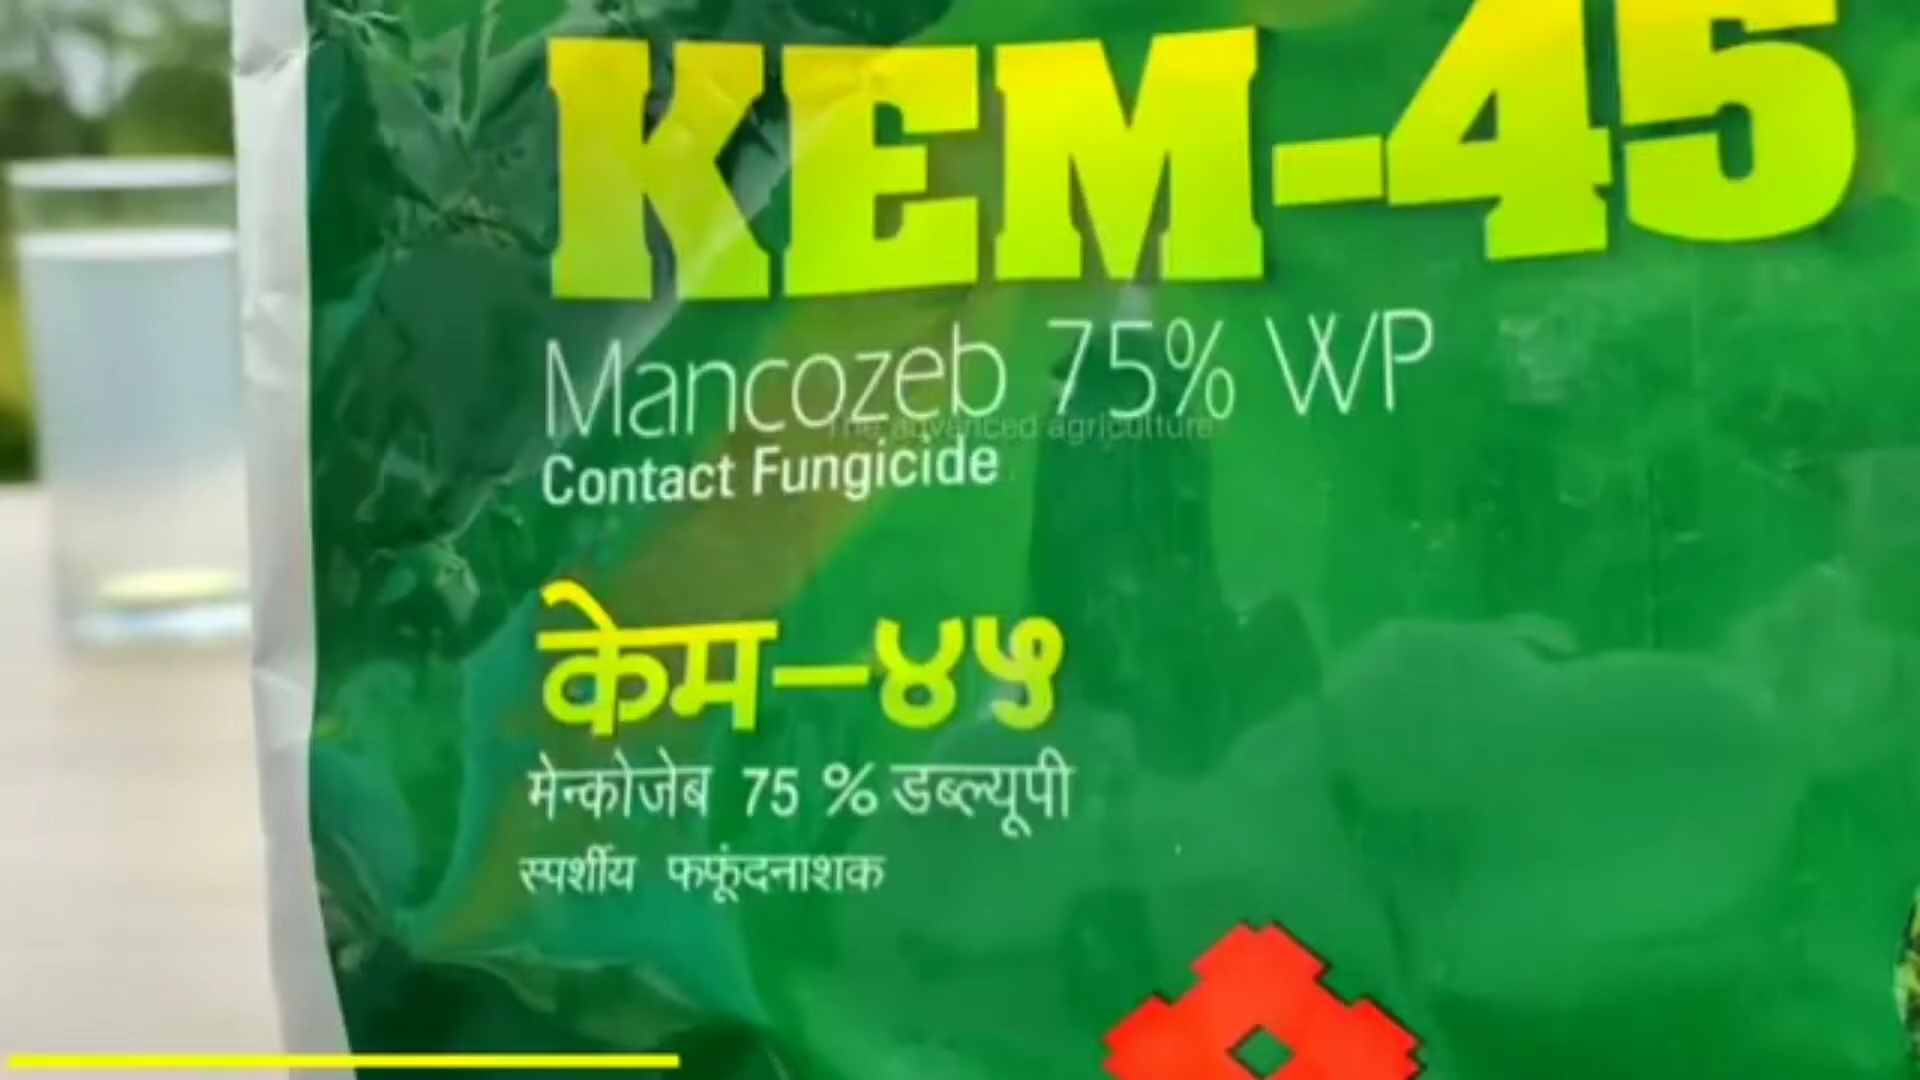 KEM-45
Mancozeb 75% WP
The advanced agriculture
Contact Fungicide
केम-४५
मेन्कोजेब 75 % डब्ल्यूपी
स्पर्शीय फफूंदनाशक